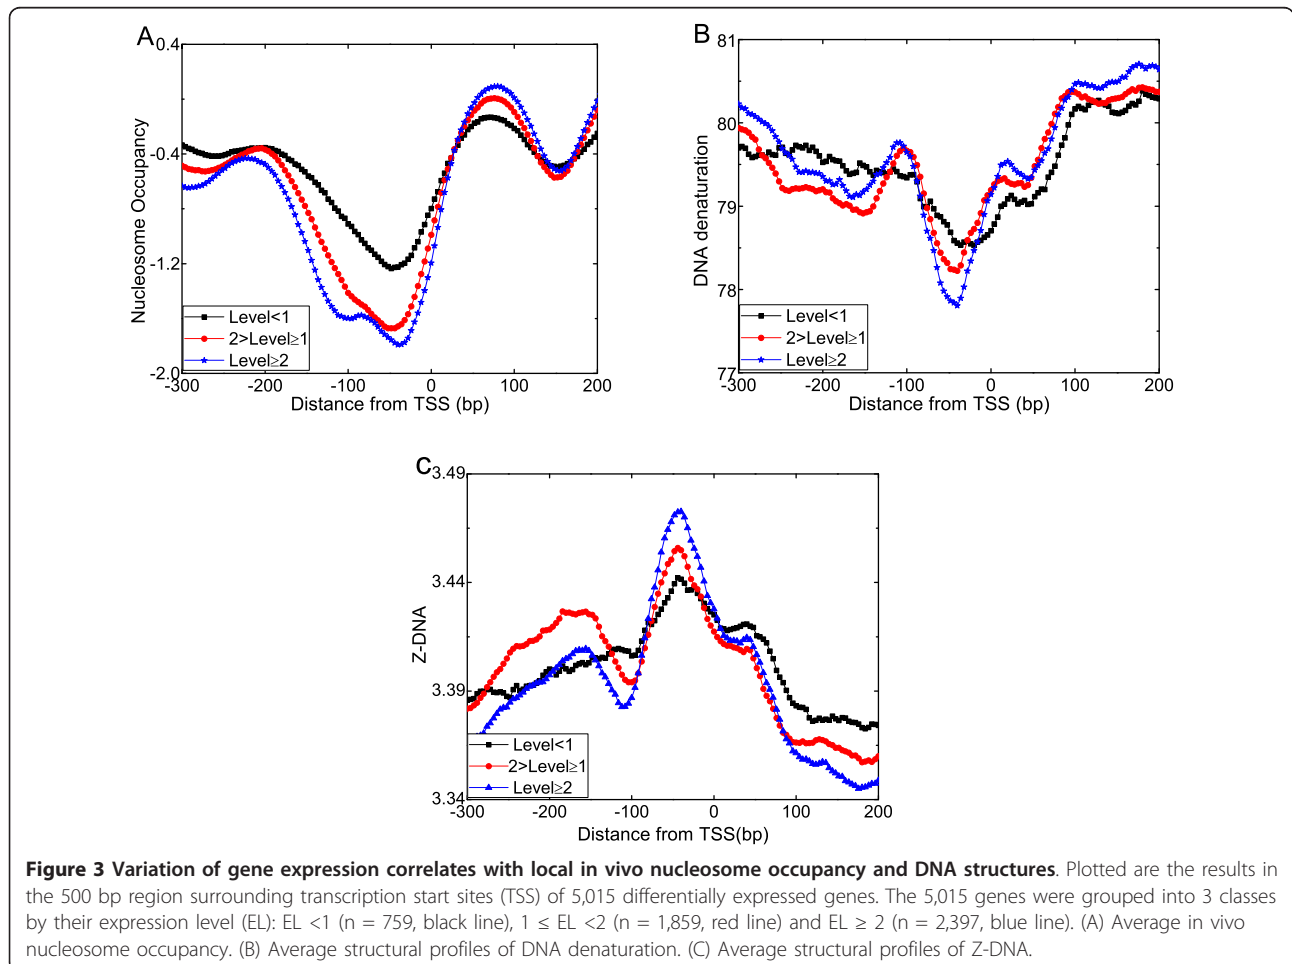 A
0.4
-0.4
-1.2
-2.0
Nucleosome Occupancy
Level<1
2>Level≥1
Level≥2
-300 -200 -100 0 100 200
Distance from TSS (bp)
B
81
80
79
78
77
DNA denaturation
Level<1
2>Level≥1
Level≥2
-300 -200 -100 0 100 200
Distance from TSS (bp)
C
3.49
3.44
3.39
3.34
Z-DNA
Level<1
2>Level≥1
Level≥2
-300 -200 -100 0 100 200
Distance from TSS(bp)
Figure 3 Variation of gene expression correlates with local in vivo nucleosome occupancy and DNA structures. Plotted are the results in
the 500 bp region surrounding transcription start sites (TSS) of 5,015 differentially expressed genes. The 5,015 genes were grouped into 3 classes
by their expression level (EL): EL <1 (n = 759, black line), 1 ≤ EL <2 (n = 1,859, red line) and EL ≥ 2 (n = 2,397, blue line). (A) Average in vivo
nucleosome occupancy. (B) Average structural profiles of DNA denaturation. (C) Average structural profiles of Z-DNA.